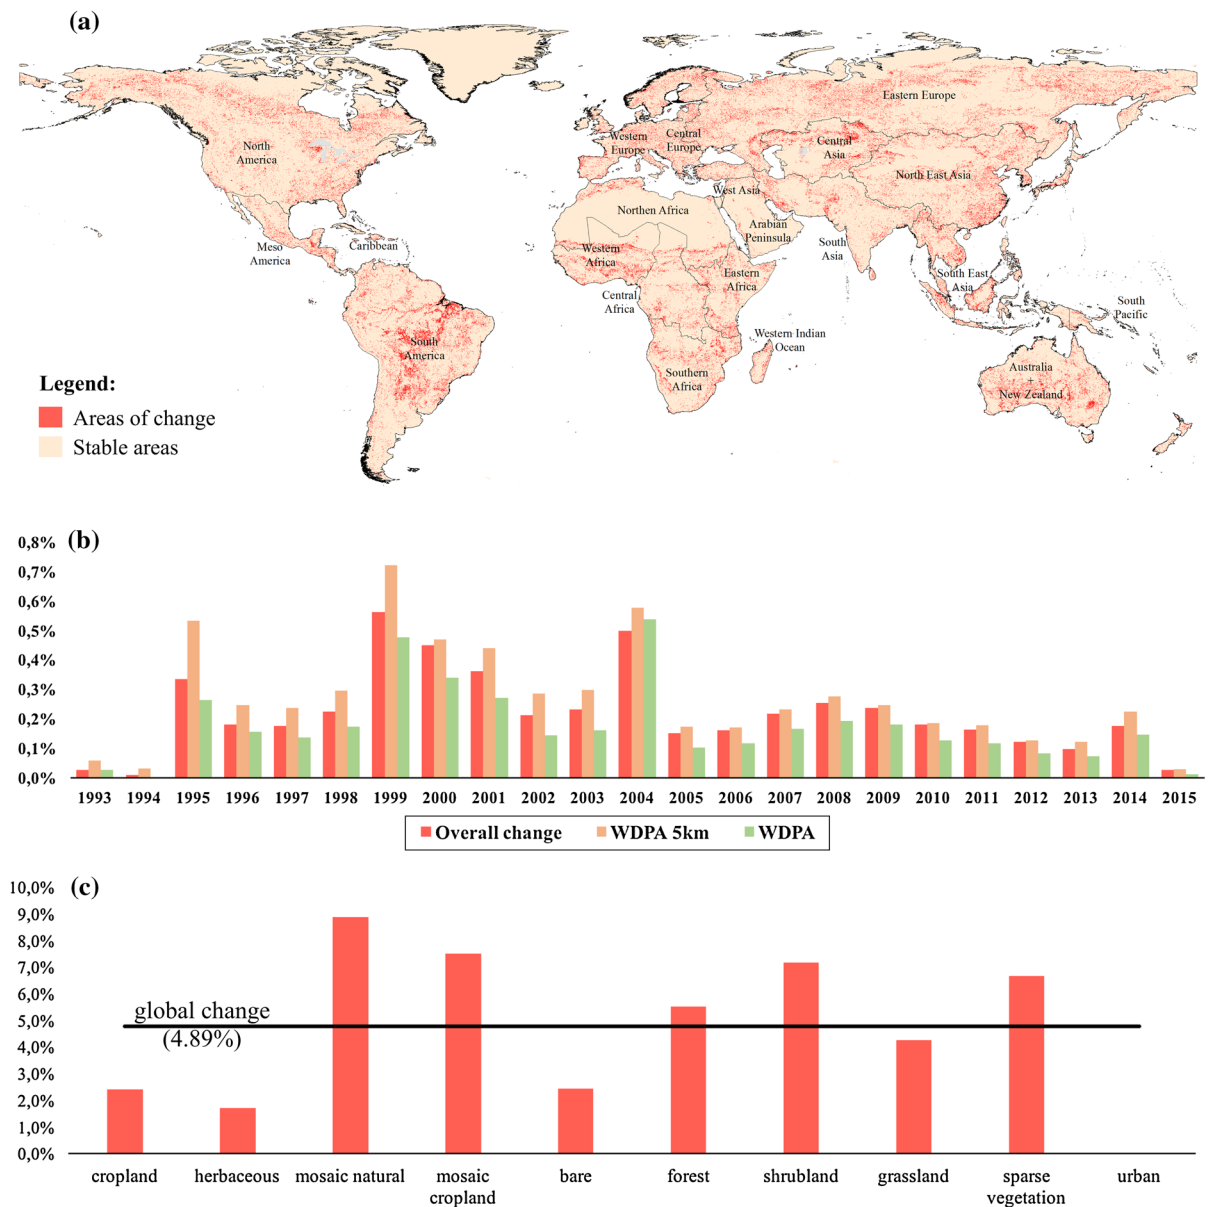 (a)
North
America
Meso
America
Caribbean
South
America
Western
Europe
Central
Europe
Eastern Europe
Central
Asia
North East Asia
West Asia
Northen Africa
Arabian
Peninsula
South
Asia
Western
Africa
Eastern
Africa
Central
Africa
South East
Asia
South
Pacific
Western Indian
Ocean
Southern
Africa
Australia
+
New Zealand
Legend:
Areas of change
Stable areas
(b)
0,8%
0,7%
0,6%
0,5%
0,4%
0,3%
0,2%
0,1%
0,0%
1993 1994 1995 1996 1997 1998 1999 2000 2001 2002 2003 2004 2005 2006 2007 2008 2009 2010 2011 2012 2013 2014 2015
Overall change WDPA 5km WDPA
(c)
10,0%
9,0%
8,0%
7,0%
6,0%
5,0%
4,0%
3,0%
2,0%
1,0%
0,0%
global change
(4.89%)
cropland herbaceous mosaic natural mosaic bare forest shrubland grassland sparse urban
cropland vegetation